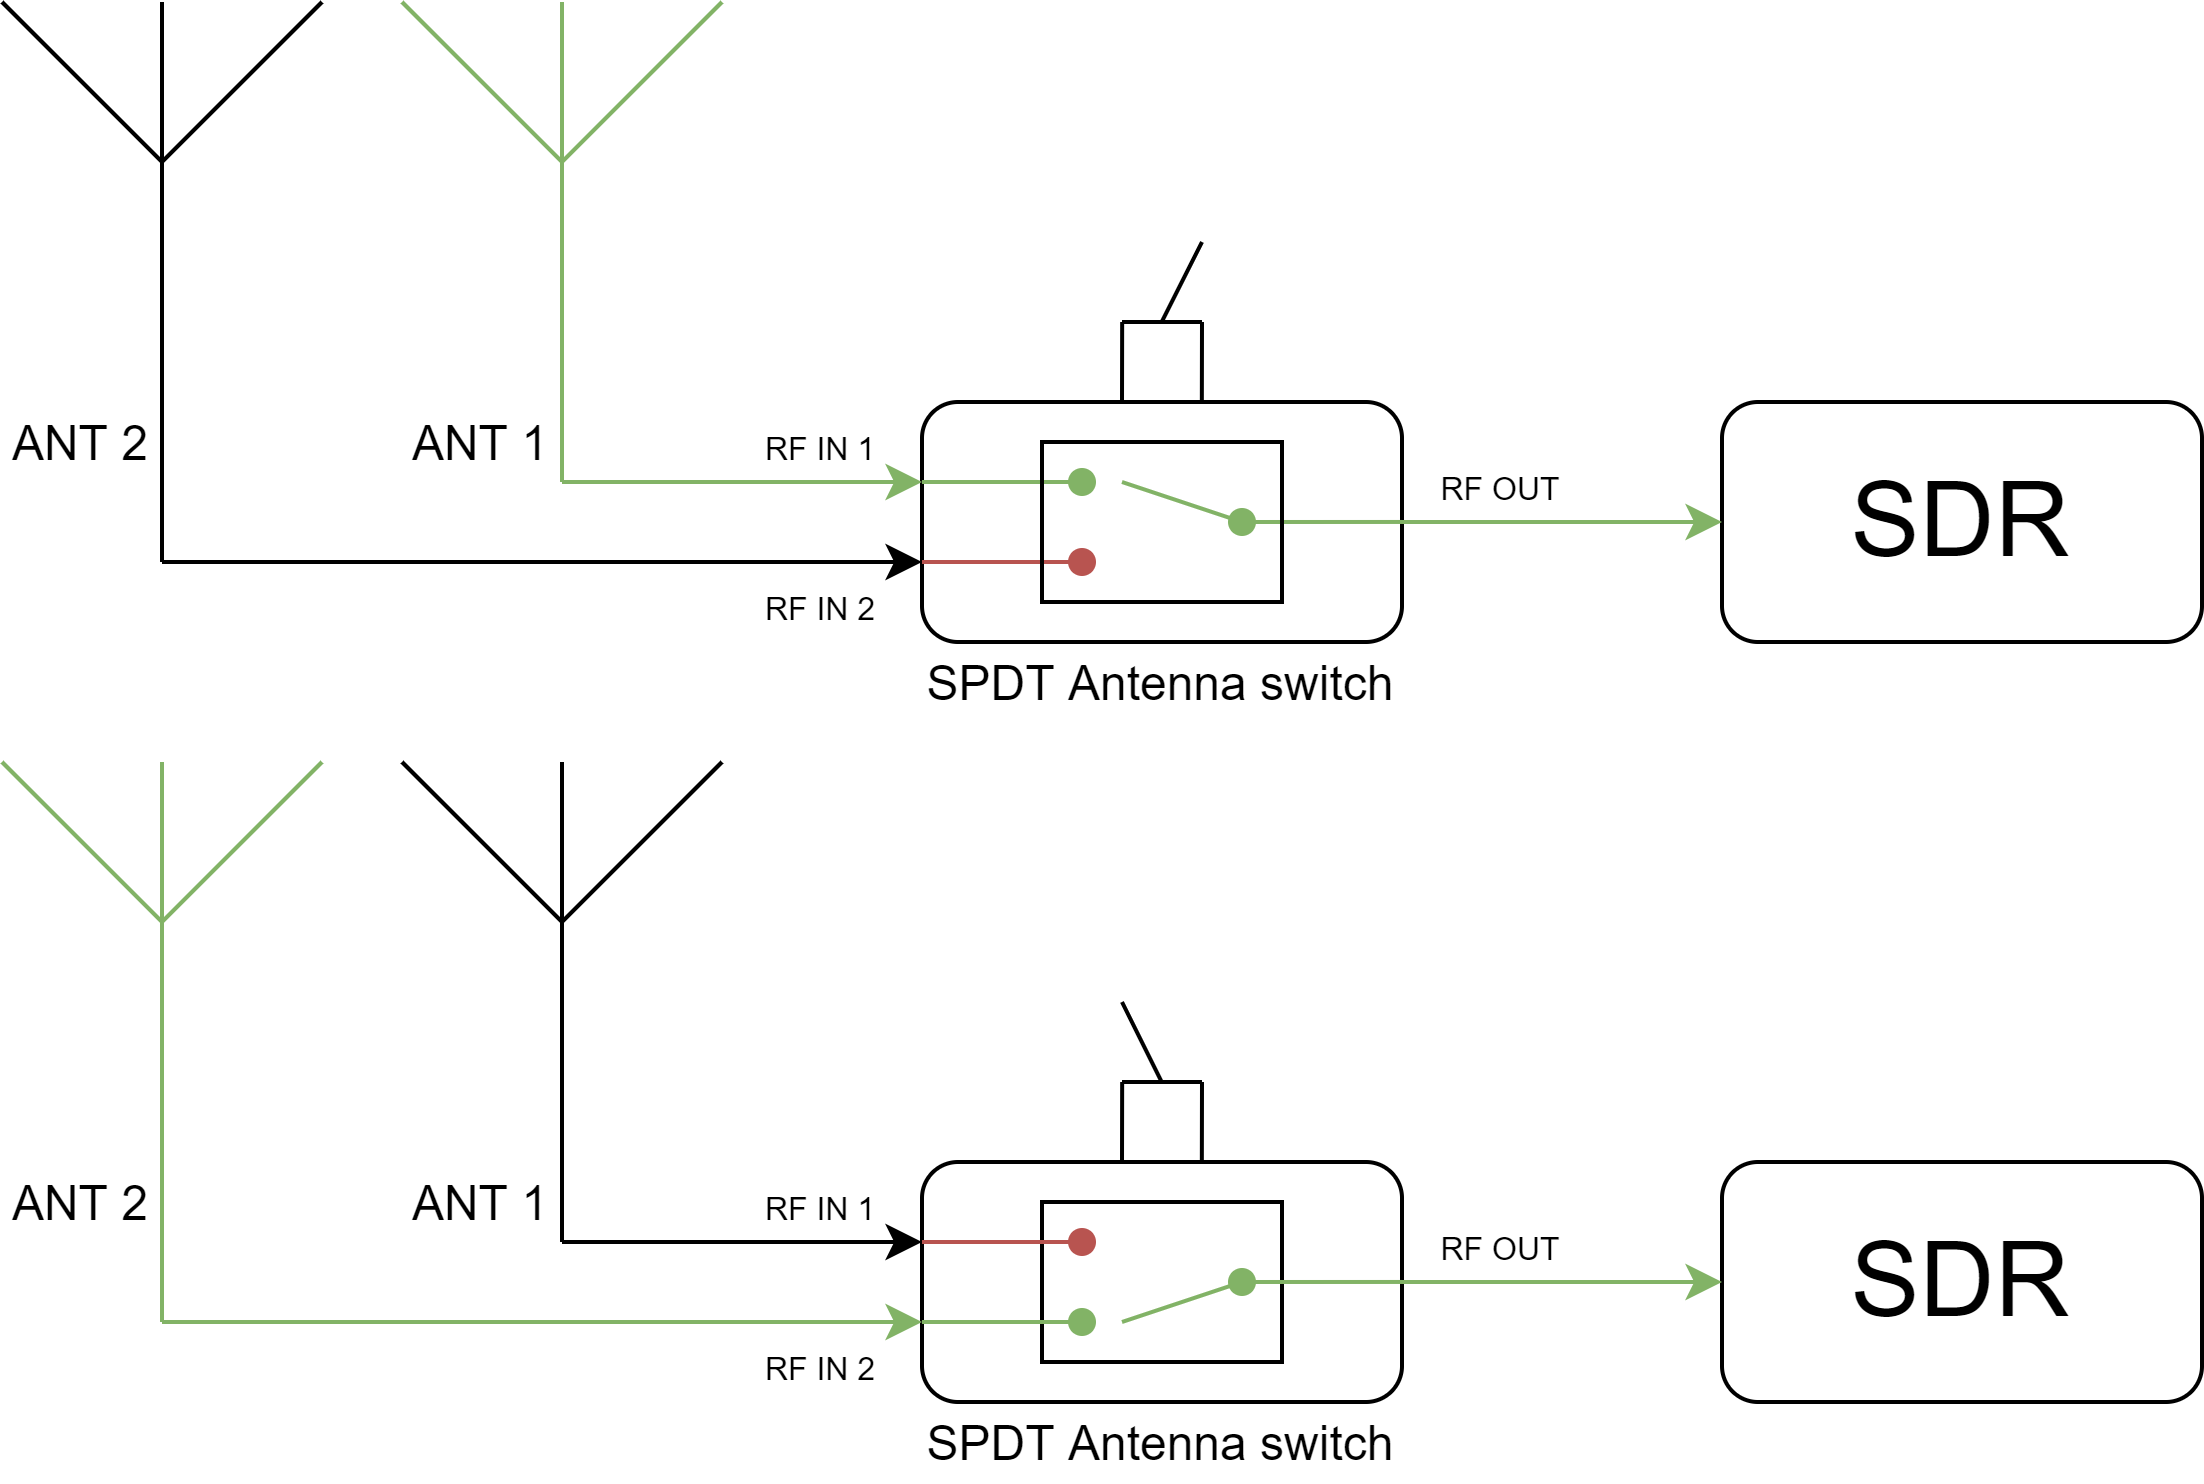 ANT 2
ANT 1
RF IN 1
RF OUT
SDR
RF IN 2
SPDT Antenna switch
ANT 2
ANT 1
RF IN 1
RF OUT
SDR
RF IN 2
SPDT Antenna switch